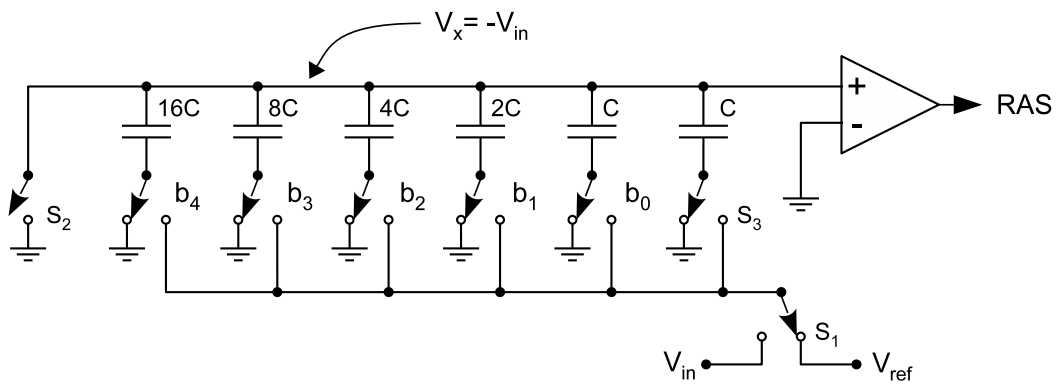 Vx= -Vin
16C 8C 4C 2C C C
+
-
RAS
S2 b4 b3 b2 b1 b0 S3
S1
Vin Vref